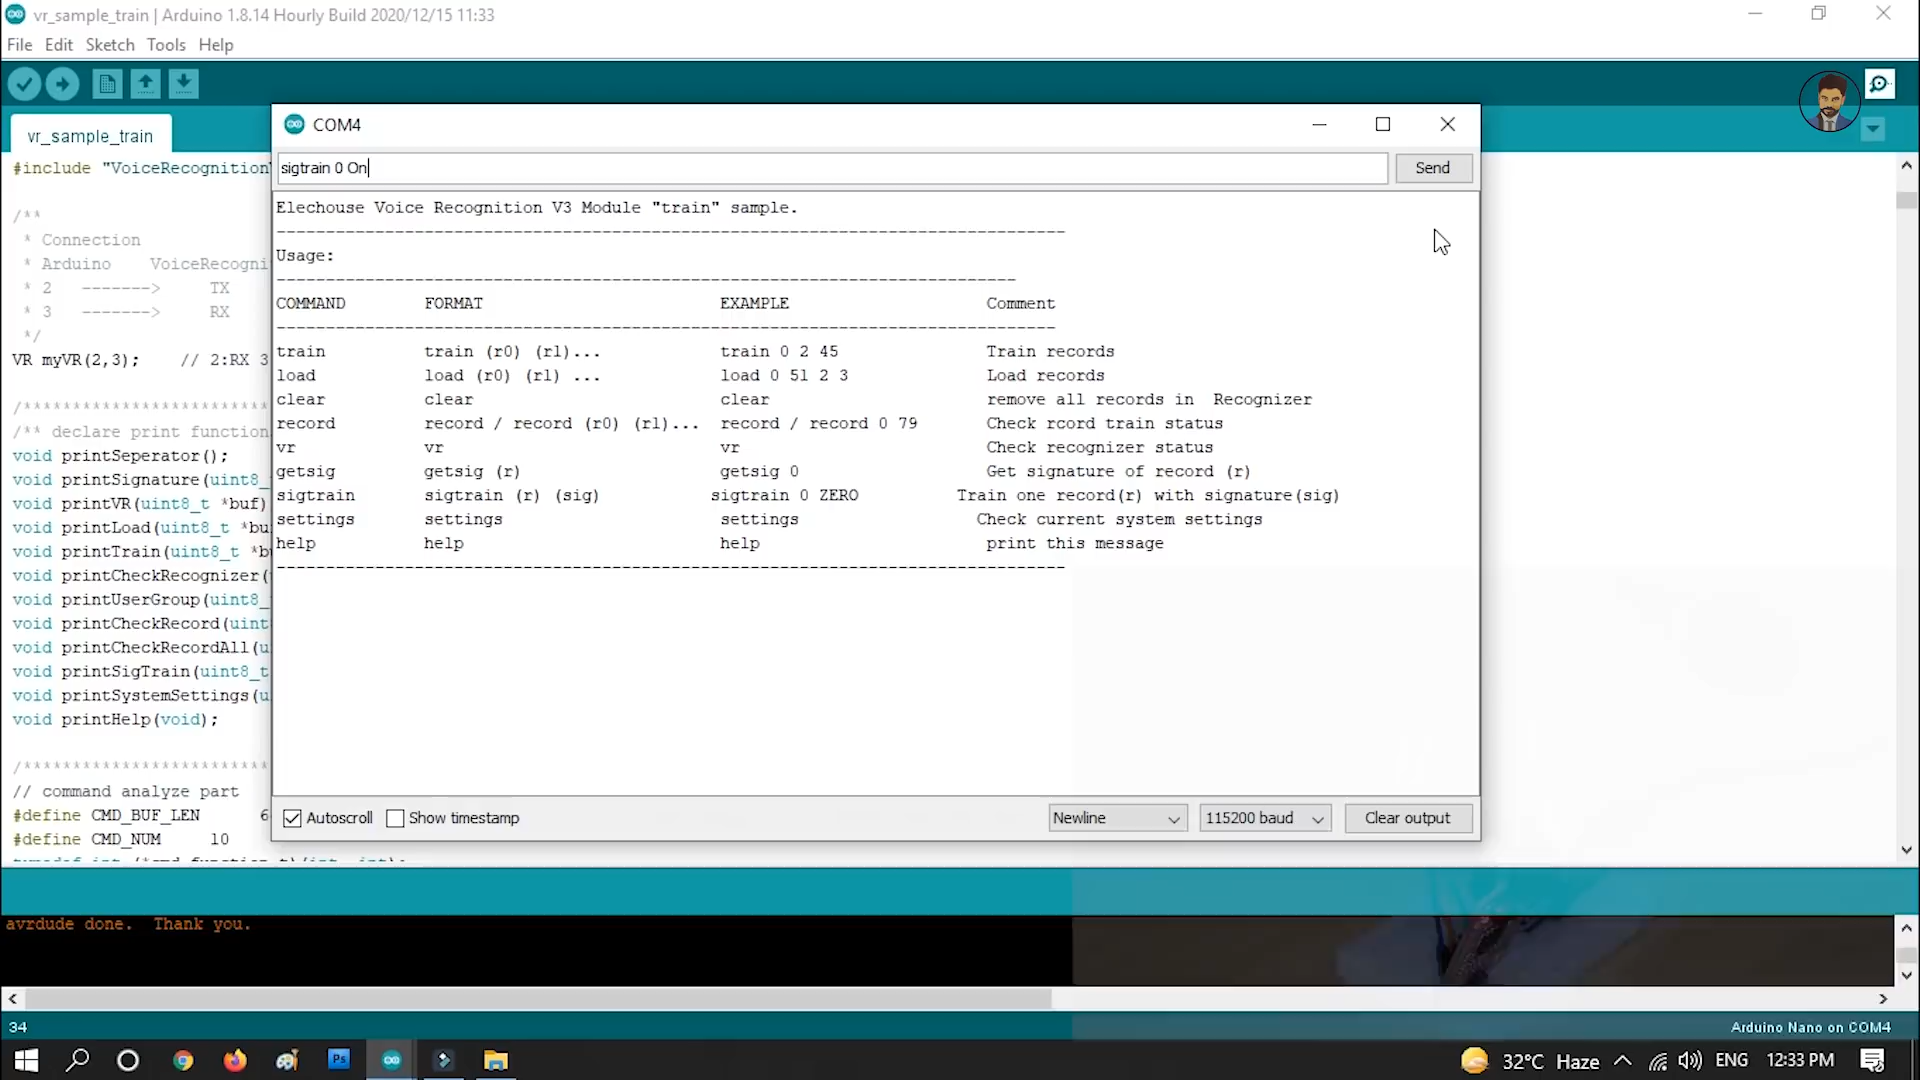 vr_sample_train | Arduino 1.8.14 Hourly Build 2020/12/15 11:33
File Edit Sketch Tools Help
vr_sample_train
COM4
sigtrain 0 On
Send
#include "VoiceRecognition
/**
* Connection
* Arduino VoiceRecogni
* 2 -------> TX
* 3 -------> RX
*/
VR myVR(2,3); // 2:RX 3
/**************************
/** declare print function
void printSeperator();
void printSignature(uint8_
void printVR(uint8_t *buf)
void printLoad(uint8_t *bu
void printTrain(uint8_t *b
void printCheckRecognizer(
void printUserGroup(uint8_
void printCheckRecord(uint
void printCheckRecordAll(u
void printSigTrain(uint8_t
void printSystemSettings(u
void printHelp(void);
/**************************
// command analyze part
#define CMD_BUF_LEN 6
#define CMD_NUM 10
Elechouse Voice Recognition V3 Module "train" sample.
--------------------------------------------------------------------------------
Usage:
---------------------------------------------------------------------------
COMMAND FORMAT EXAMPLE Comment
-------------------------------------------------------------------------------
train train (r0) (r1)... train 0 2 45 Train records
load load (r0) (r1) ... load 0 51 2 3 Load records
clear clear clear remove all records in Recognizer
record record / record (r0) (r1)... record / record 0 79 Check rcord train status
vr vr vr Check recognizer status
getsig getsig (r) getsig 0 Get signature of record (r)
sigtrain sigtrain (r) (sig) sigtrain 0 ZERO Train one record(r) with signature(sig)
settings settings settings Check current system settings
help help help print this message
--------------------------------------------------------------------------------
Autoscroll Show timestamp Newline 115200 baud Clear output
avrdude done. Thank you.
34 Arduino Nano on COM4
Ps 32°C Haze ENG 12:33 PM